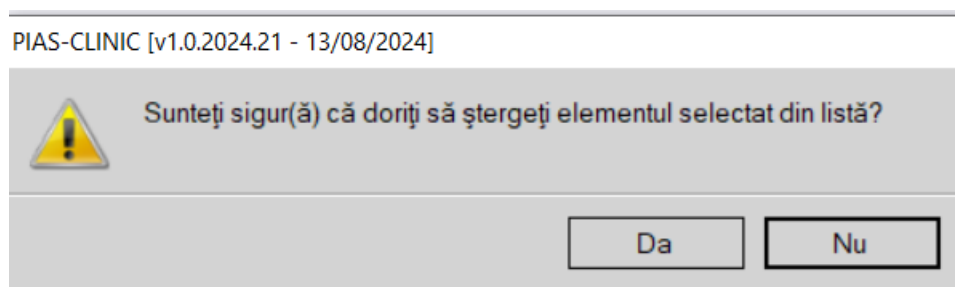 PIAS-CLINIC [v1.0.2024.21 - 13/08/2024]
Sunteţi sigur(ă) că doriţi să ştergeţi elementul selectat din listă?
Da
Nu